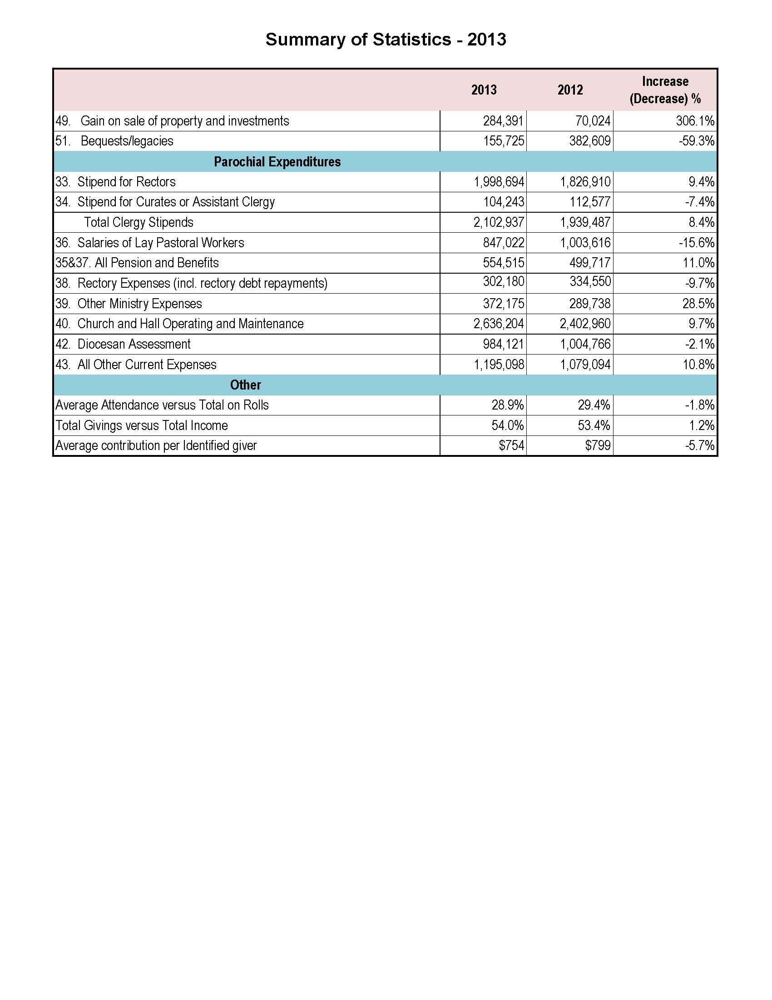 Summary of Statistics - 2013
2013 2012 Increase (Decrease) %
49. Gain on sale of property and investments 284,391 70,024 306.1%
51. Bequests/legacies 155,725 382,609 -59.3%
Parochial Expenditures
33. Stipend for Rectors 1,998,694 1,826,910 9.4%
34. Stipend for Curates or Assistant Clergy 104,243 112,577 -7.4%
Total Clergy Stipends 2,102,937 1,939,487 8.4%
36. Salaries of Lay Pastoral Workers 847,022 1,003,616 -15.6%
35&37. All Pension and Benefits 554,515 499,717 11.0%
38. Rectory Expenses (incl. rectory debt repayments) 302,180 334,550 -9.7%
39. Other Ministry Expenses 372,175 289,738 28.5%
40. Church and Hall Operating and Maintenance 2,636,204 2,402,960 9.7%
42. Diocesan Assessment 984,121 1,004,766 -2.1%
43. All Other Current Expenses 1,195,098 1,079,094 10.8%
Other
Average Attendance versus Total on Rolls 28.9% 29.4% -1.8%
Total Givings versus Total Income 54.0% 53.4% 1.2%
Average contribution per Identified giver $754 $799 -5.7%